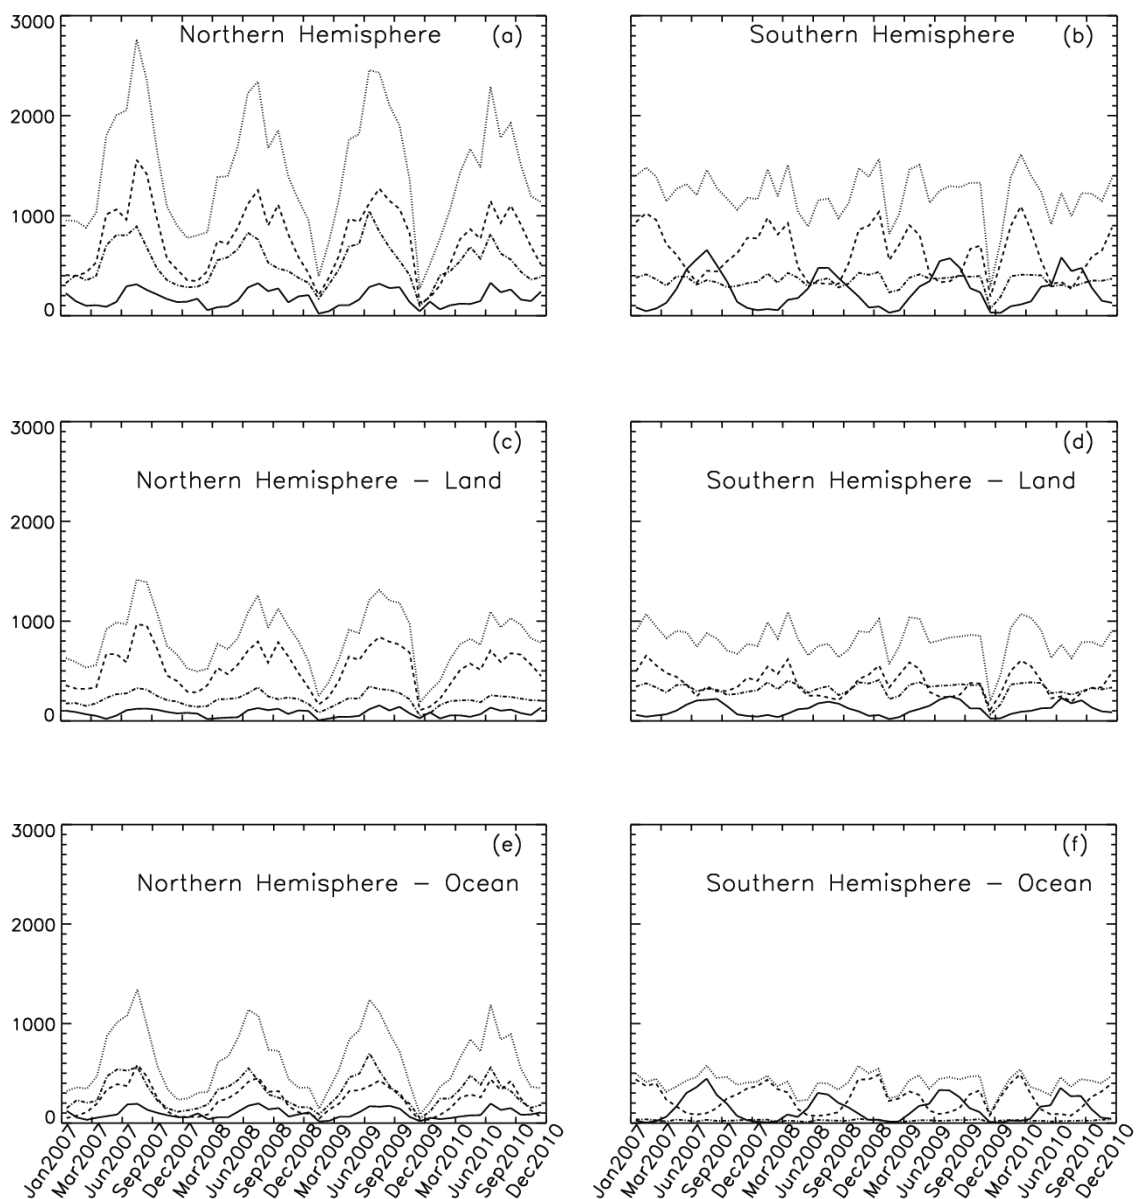 Northern Hemisphere (a)
Southern Hemisphere (b)
3000
2000
1000
0
(c)
Northern Hemisphere – Land
(d)
Southern Hemisphere – Land
3000
2000
1000
0
(e)
Northern Hemisphere – Ocean
(f)
Southern Hemisphere – Ocean
3000
2000
1000
0
Jan2007
Mar2007
Jun2007
Sep2007
Dec2007
Mar2008
Jun2008
Sep2008
Dec2008
Mar2009
Jun2009
Sep2009
Dec2009
Mar2010
Jun2010
Sep2010
Dec2010
Jan2007
Mar2007
Jun2007
Sep2007
Dec2007
Mar2008
Jun2008
Sep2008
Dec2008
Mar2009
Jun2009
Sep2009
Dec2009
Mar2010
Jun2010
Sep2010
Dec2010